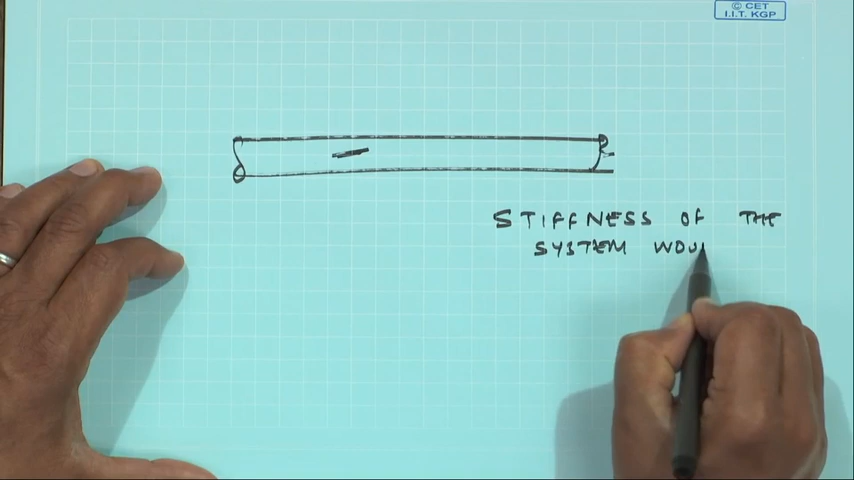 © CET
I.I.T. KGP
STIFFNESS OF THE
SYSTEM WOU